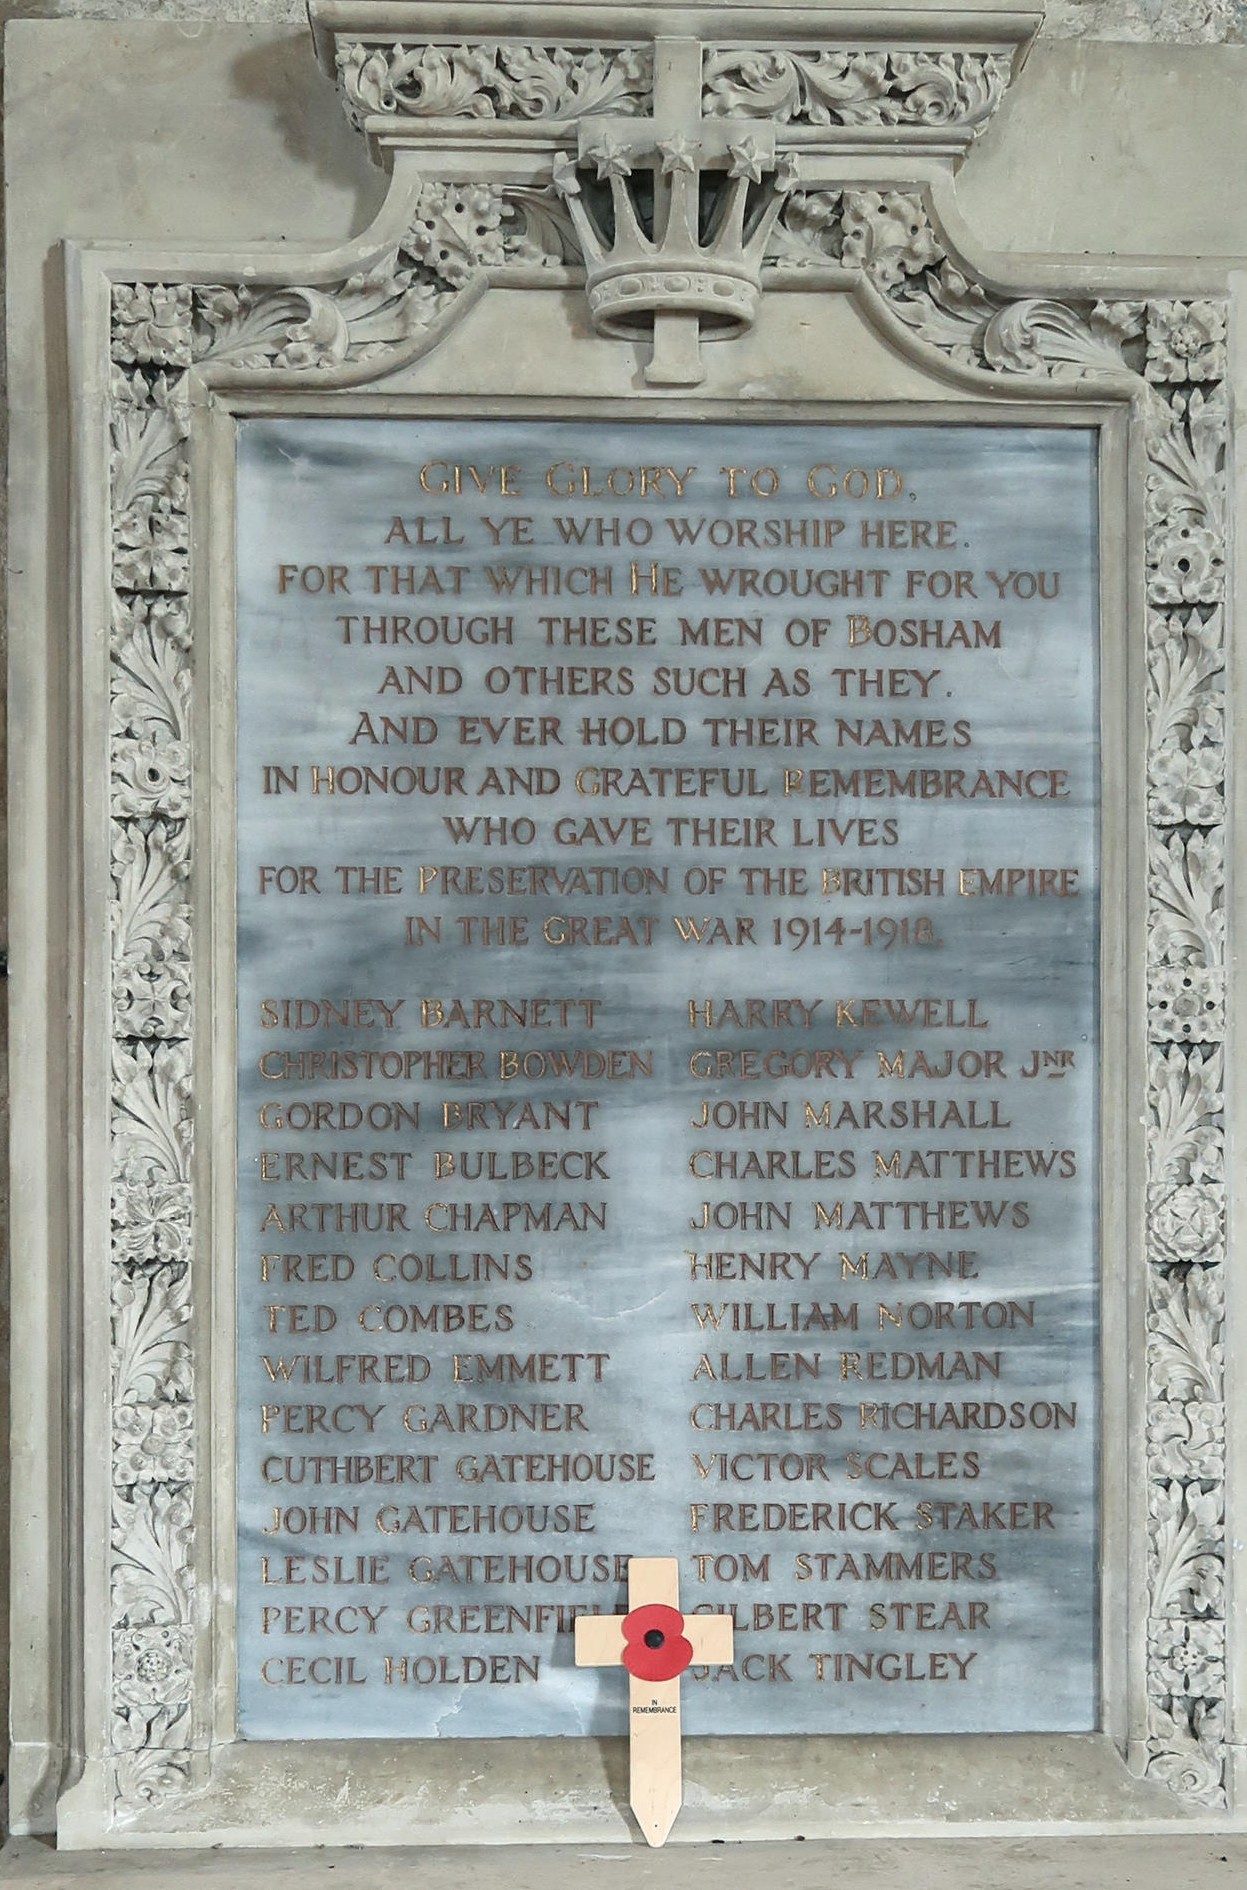 GIVE GLORY TO GOD,
ALL YE WHO WORSHIP HERE.
FOR THAT WHICH HE WROUGHT FOR YOU
THROUGH THESE MEN OF BOSHAM
AND OTHERS SUCH AS THEY.
AND EVER HOLD THEIR NAMES
IN HONOUR AND GRATEFUL REMEMBRANCE
WHO GAVE THEIR LIVES
FOR THE PRESERVATION OF THE BRITISH EMPIRE
IN THE GREAT WAR 1914-1918.
SIDNEY BARNETT
CHRISTOPHER BOWDEN
GORDON BRYANT
ERNEST BULBECK
ARTHUR CHAPMAN
FRED COLLINS
TED COMBES
WILFRED EMMETT
PERCY GARDNER
CUTHBERT GATEHOUSE
JOHN GATEHOUSE
LESLIE GATEHOUSE
PERCY GREENFIELD
CECIL HOLDEN
HARRY KEWELL
GREGORY MAJOR JNR
JOHN MARSHALL
CHARLES MATTHEWS
JOHN MATTHEWS
HENRY MAYNE
WILLIAM NORTON
ALLEN REDMAN
CHARLES RICHARDSON
VICTOR SCALES
FREDERICK STAKER
TOM STAMMERS
GILBERT STEAR
JACK TINGLEY
IN
REMEMBRANCE